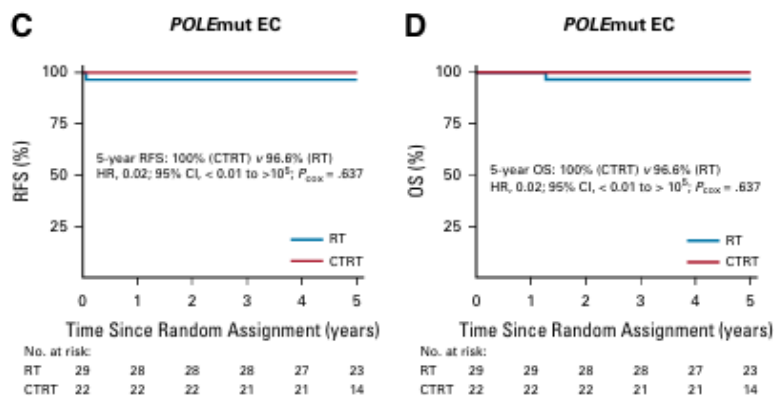 C
POLEmut EC
100
75
50
25
RFS (%)
5-year RFS: 100% (CTRT) v 96.6% (RT)
HR, 0.02; 95% CI, < 0.01 to >10⁵; Pcox = .637
RT
CTRT
0 1 2 3 4 5
Time Since Random Assignment (years)
No. at risk:
RT 29 28 28 28 27 23
CTRT 22 22 22 21 21 14
D
POLEmut EC
100
75
50
25
OS (%)
5-year OS: 100% (CTRT) v 96.6% (RT)
HR, 0.02; 95% CI, < 0.01 to > 10⁵; Pcox = .637
RT
CTRT
0 1 2 3 4 5
Time Since Random Assignment (years)
No. at risk:
RT 29 29 28 28 27 23
CTRT 22 22 22 21 21 14